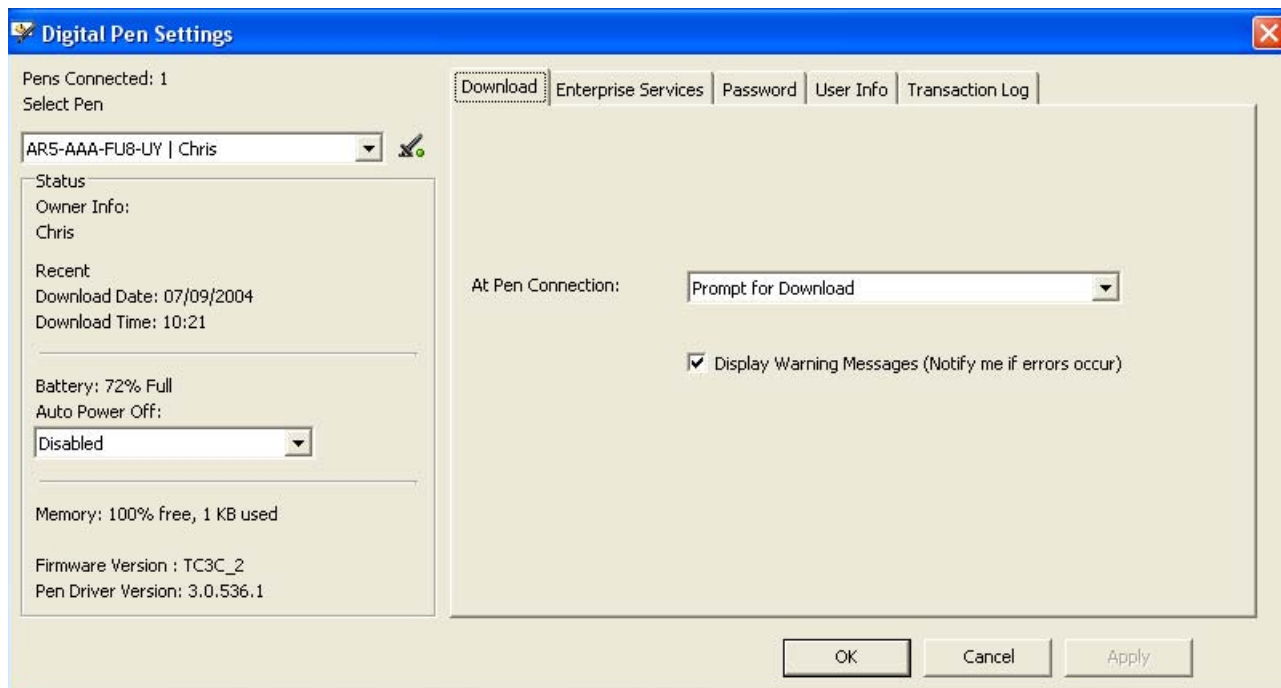 Digital Pen Settings
Pens Connected: 1
Select Pen
AR5-AAA-FU8-UY | Chris
Status
Owner Info:
Chris
Recent
Download Date: 07/09/2004
Download Time: 10:21
Battery: 72% Full
Auto Power Off:
Disabled
Memory: 100% free, 1 KB used
Firmware Version : TC3C_2
Pen Driver Version: 3.0.536.1
Download Enterprise Services Password User Info Transaction Log
At Pen Connection: Prompt for Download
Display Warning Messages (Notify me if errors occur)
OK Cancel Apply